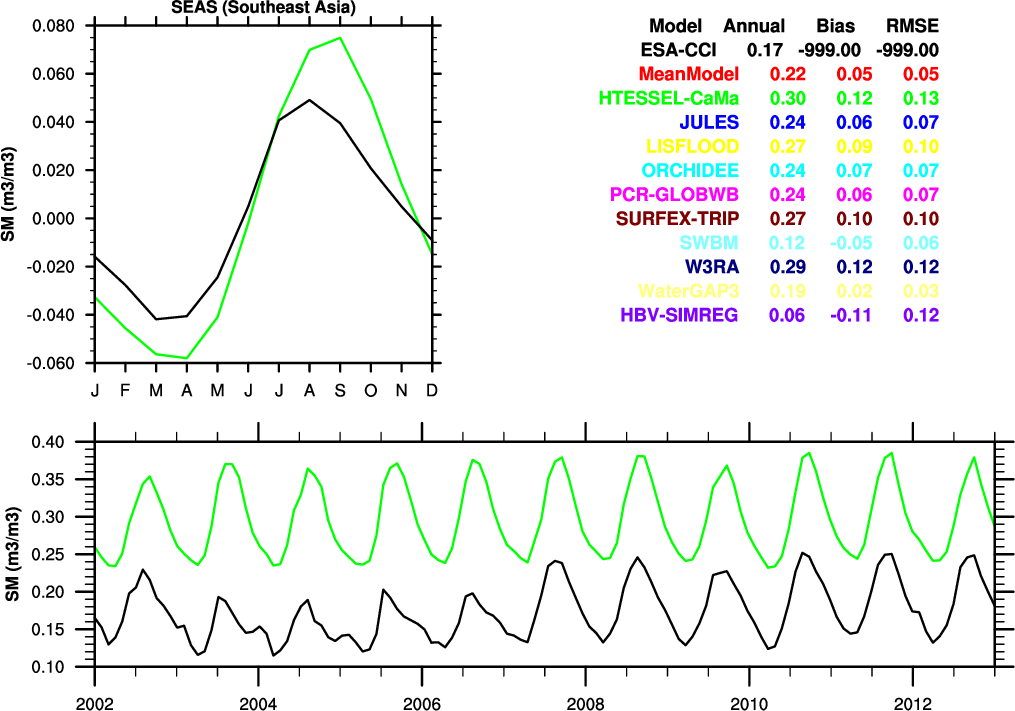 SEAS (Southeast Asia)
0.080
0.060
0.040
0.020
0.000
-0.020
-0.040
-0.060
SM (m3/m3)
J F M A M J J A S O N D
Model Annual Bias RMSE
ESA-CCI 0.17 -999.00 -999.00
MeanModel 0.22 0.05 0.05
HTESSEL-CaMa 0.30 0.12 0.13
JULES 0.24 0.06 0.07
LISFLOOD 0.27 0.09 0.10
ORCHIDEE 0.24 0.07 0.07
PCR-GLOBWB 0.24 0.06 0.07
SURFEX-TRIP 0.27 0.10 0.10
SWBM 0.12 -0.05 0.06
W3RA 0.29 0.12 0.12
WaterGAP3 0.19 0.02 0.03
HBV-SIMREG 0.06 -0.11 0.12
0.40
0.35
0.30
0.25
0.20
0.15
0.10
SM (m3/m3)
2002 2004 2006 2008 2010 2012